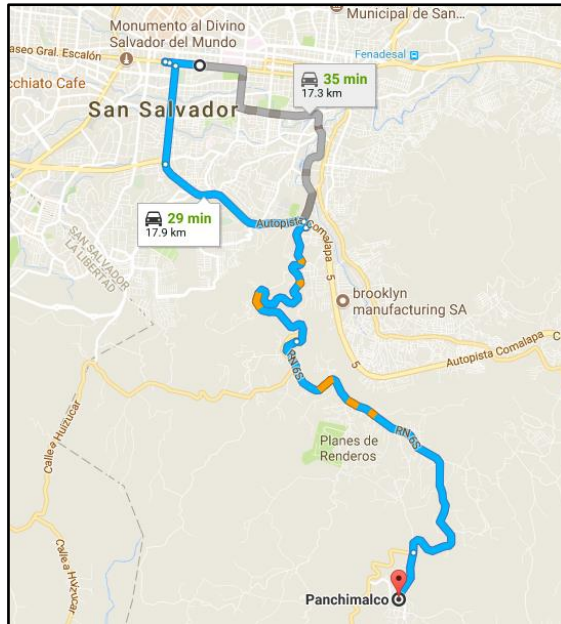 Monumento al Divino
Salvador del Mundo
Municipal de San...
aseo Gral. Escalón
Fenadesal
cchiato Cafe
35 min
17.3 km
San Salvador
29 min
17.9 km
Autopista Comalapa
SAN SALVADOR
LA LIBERTAD
5
brooklyn
manufacturing SA
5
Autopista Comalapa
C
RN 6S
Calle a Huizucar
Planes de
Renderos
RN 6S
Calle a Huizucar
Panchimalco